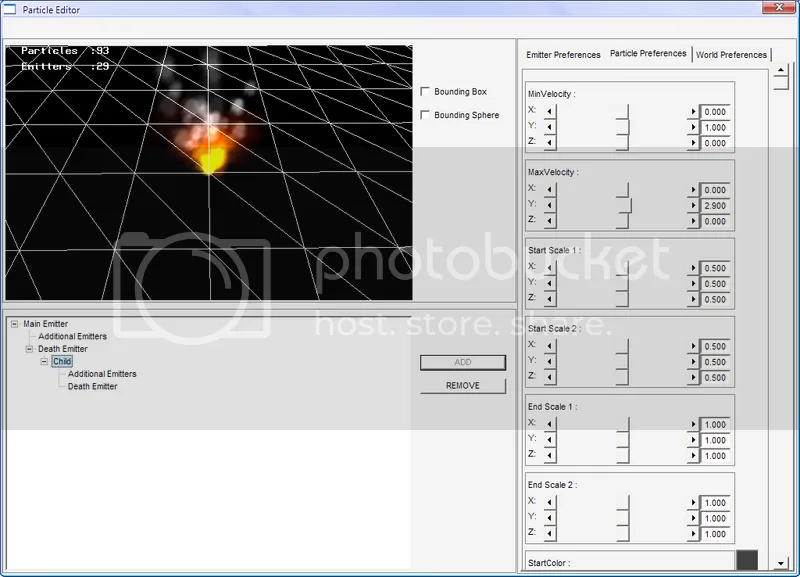 Particle Editor
Particles :93
Emitters :29
Bounding Box
Bounding Sphere
Emitter Preferences Particle Preferences World Preferences
MinVelocity :
X: 0.000
Y: 1.000
Z: 0.000
MaxVelocity :
X: 0.000
Y: 2.900
Z: 0.000
Start Scale 1 :
X: 0.500
Y: 0.500
Z: 0.500
Start Scale 2 :
X: 0.500
Y: 0.500
Z: 0.500
End Scale 1 :
X: 1.000
Y: 1.000
Z: 1.000
End Scale 2 :
X: 1.000
Y: 1.000
Z: 1.000
StartColor :
Main Emitter
Additional Emitters
Death Emitter
Child
Additional Emitters
Death Emitter
ADD
REMOVE
photobucket
host. store. share.